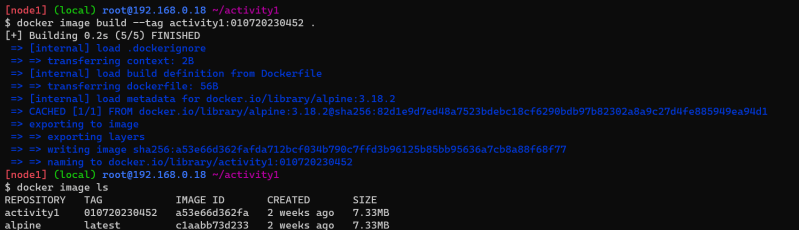 [node1] (local) root@192.168.0.18 ~/activity1
$ docker image build --tag activity1:010720230452 .
[+] Building 0.2s (5/5) FINISHED
=> [internal] load .dockerignore
=> => transferring context: 2B
=> [internal] load build definition from Dockerfile
=> => transferring dockerfile: 56B
=> [internal] load metadata for docker.io/library/alpine:3.18.2
=> CACHED [1/1] FROM docker.io/library/alpine:3.18.2@sha256:82d1e9d7ed48a7523bdebc18cf6290bdb97b82302a8a9c27d4fe885949ea94d1
=> exporting to image
=> => exporting layers
=> => writing image sha256:a53e66d362fafda712bcf034b790c7ffd3b96125b85bb95636a7cb8a88f68f77
=> => naming to docker.io/library/activity1:010720230452
[node1] (local) root@192.168.0.18 ~/activity1
$ docker image ls
REPOSITORY TAG IMAGE ID CREATED SIZE
activity1 010720230452 a53e66d362fa 2 weeks ago 7.33MB
alpine latest c1aabb73d233 2 weeks ago 7.33MB